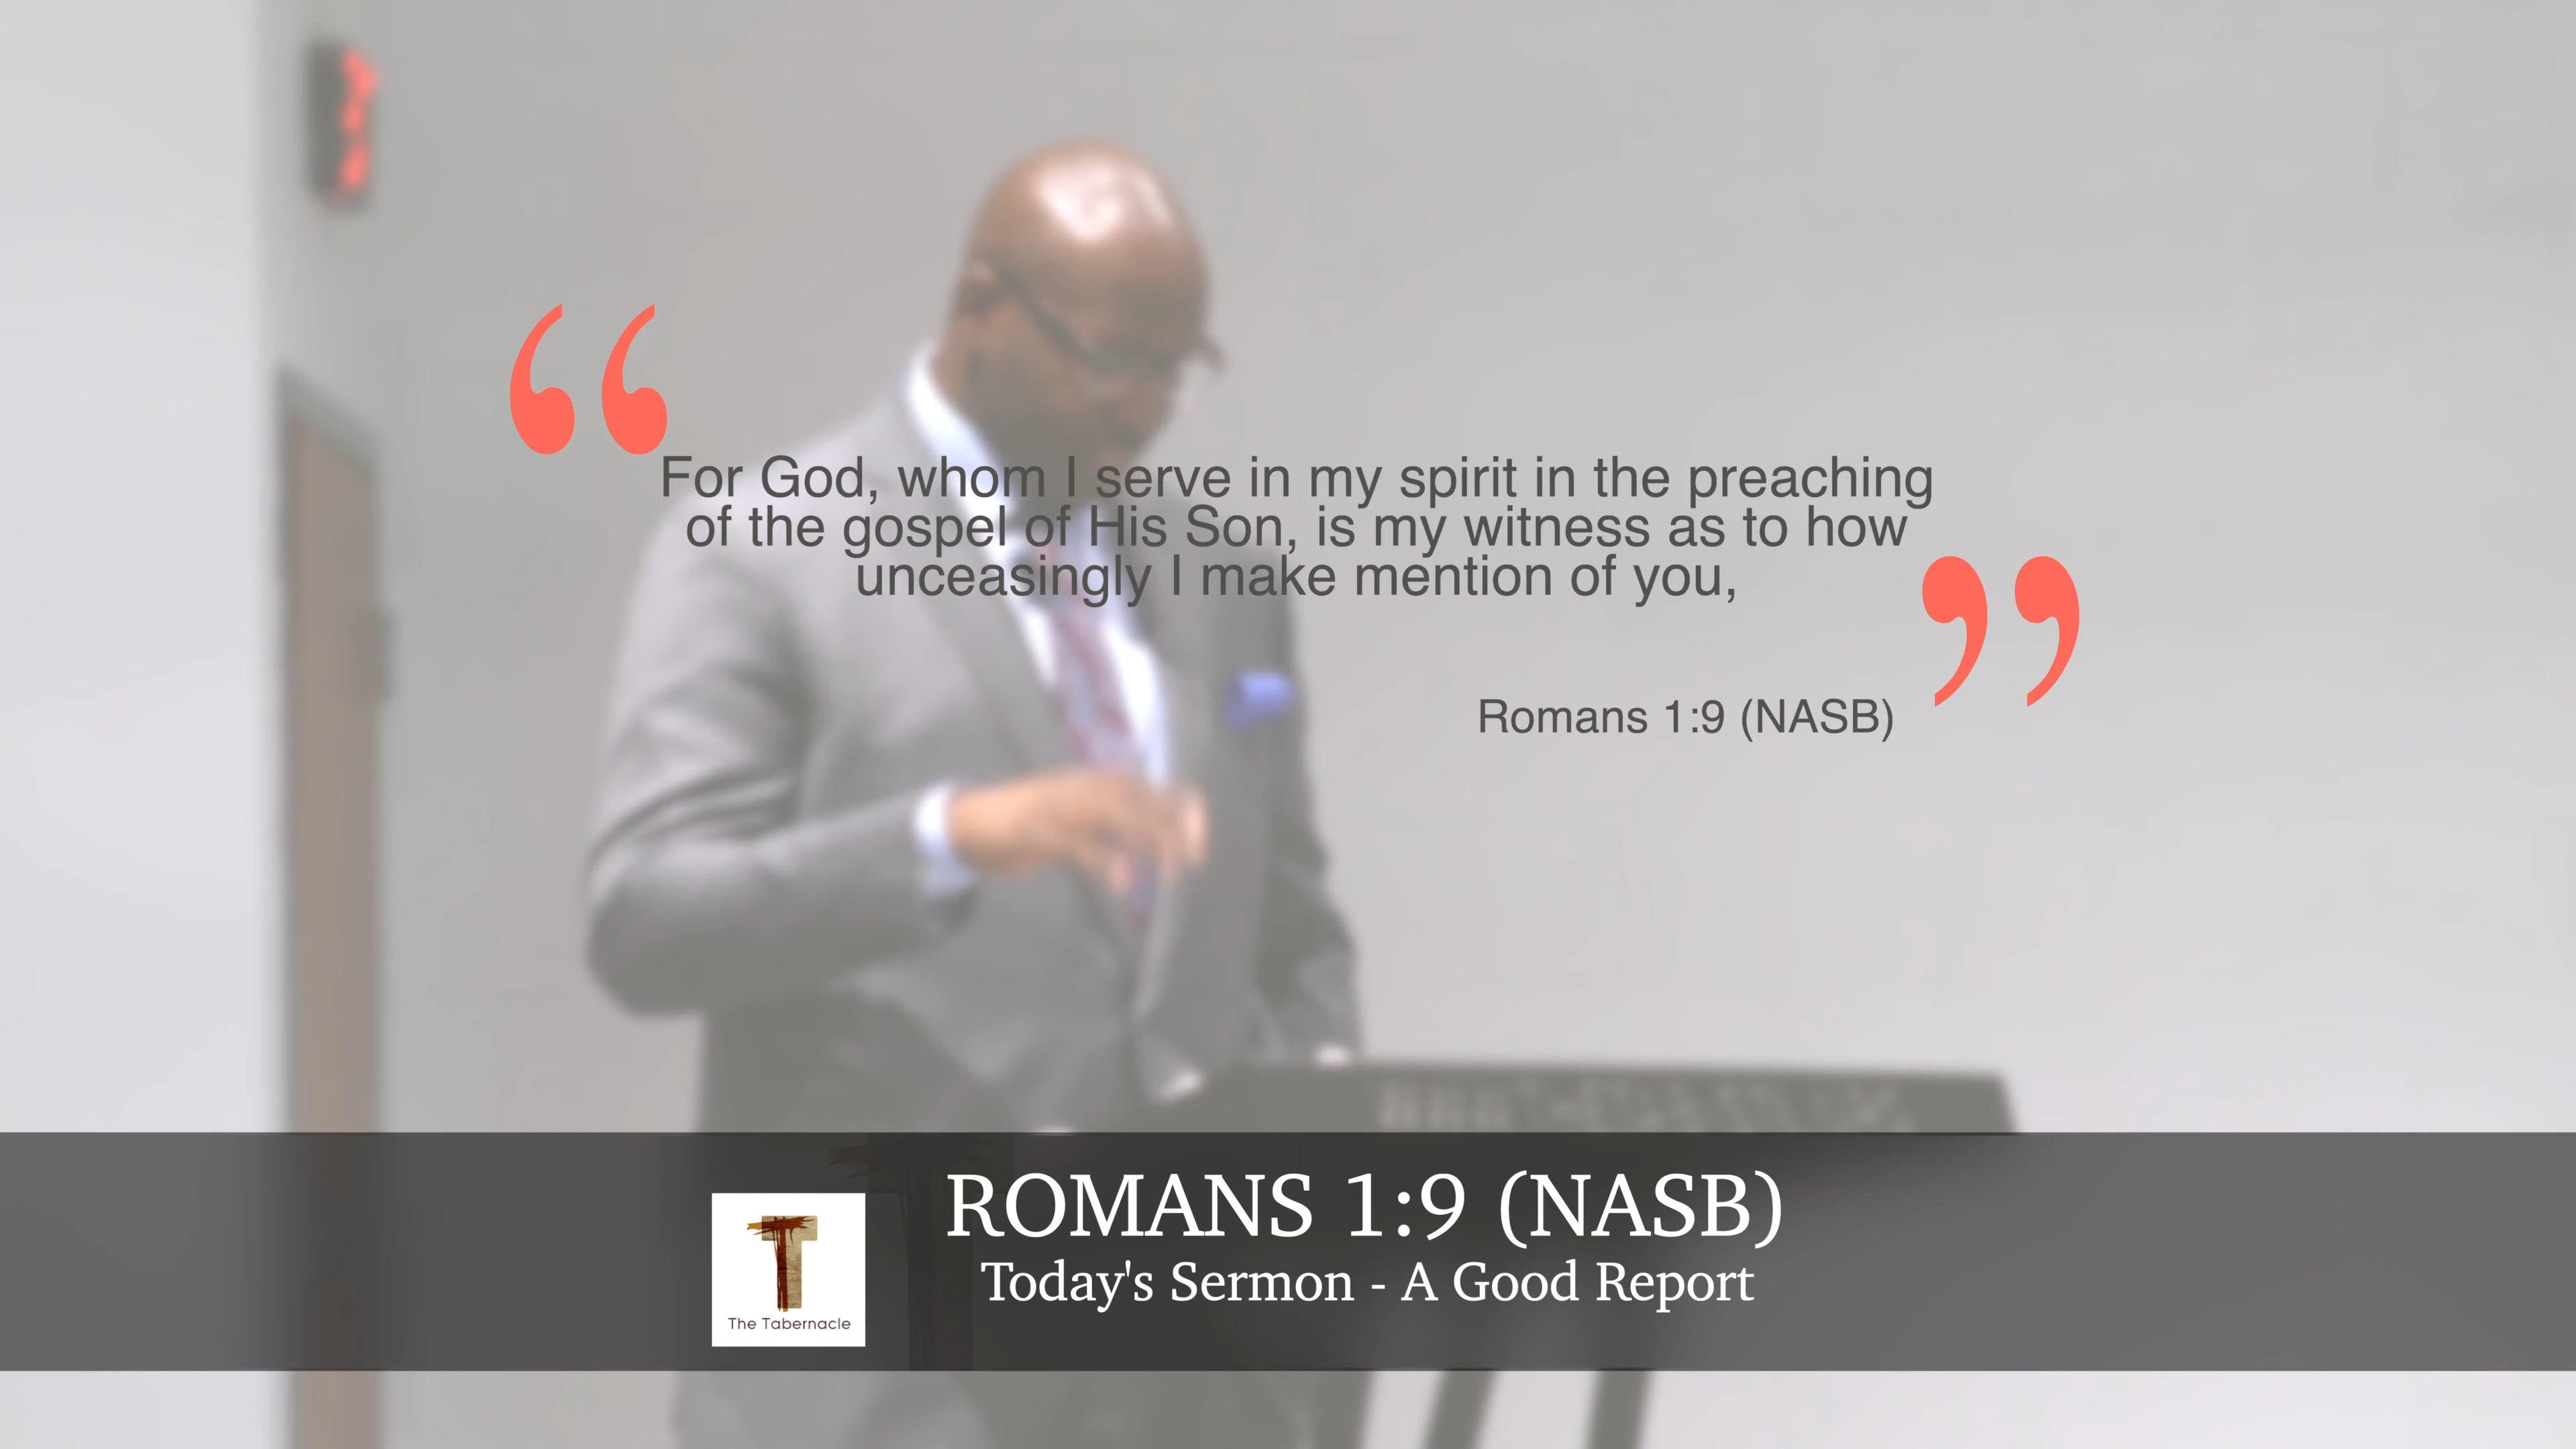 For God, whom I serve in my spirit in the preaching
of the gospel of His Son, is my witness as to how
unceasingly I make mention of you,
Romans 1:9 (NASB)
ROMANS 1:9 (NASB)
Today's Sermon - A Good Report
T
The Tabernacle